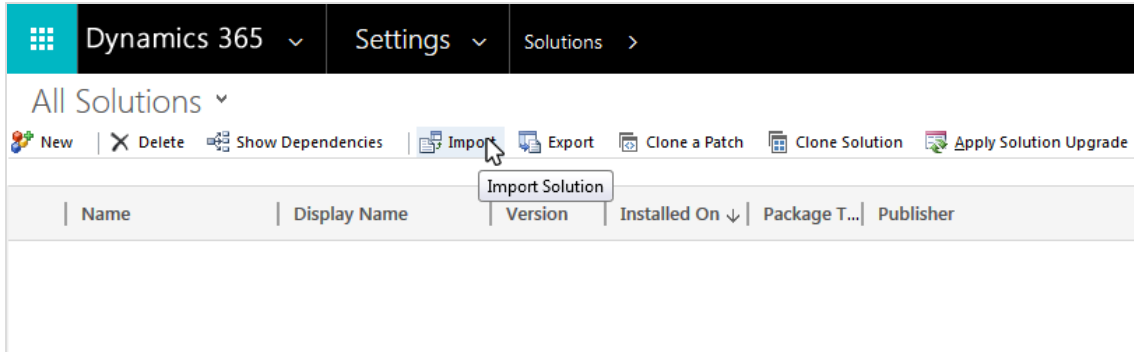 Dynamics 365 Settings Solutions
All Solutions
New Delete Show Dependencies Import Export Clone a Patch Clone Solution Apply Solution Upgrade
Import Solution
Name Display Name Version Installed On Package T... Publisher